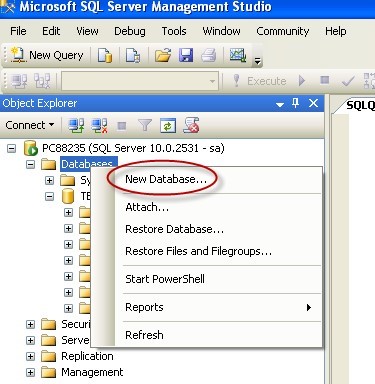 Microsoft SQL Server Management Studio
File Edit View Debug Tools Window Community Help
New Query
Execute
Object Explorer
SQLQ
Connect
PC88235 (SQL Server 10.0.2531 - sa)
Databases
New Database...
Sy
TE
Attach...
Restore Database...
Restore Files and Filegroups...
Start PowerShell
Reports
Securi
Refresh
Server
Replication
Management